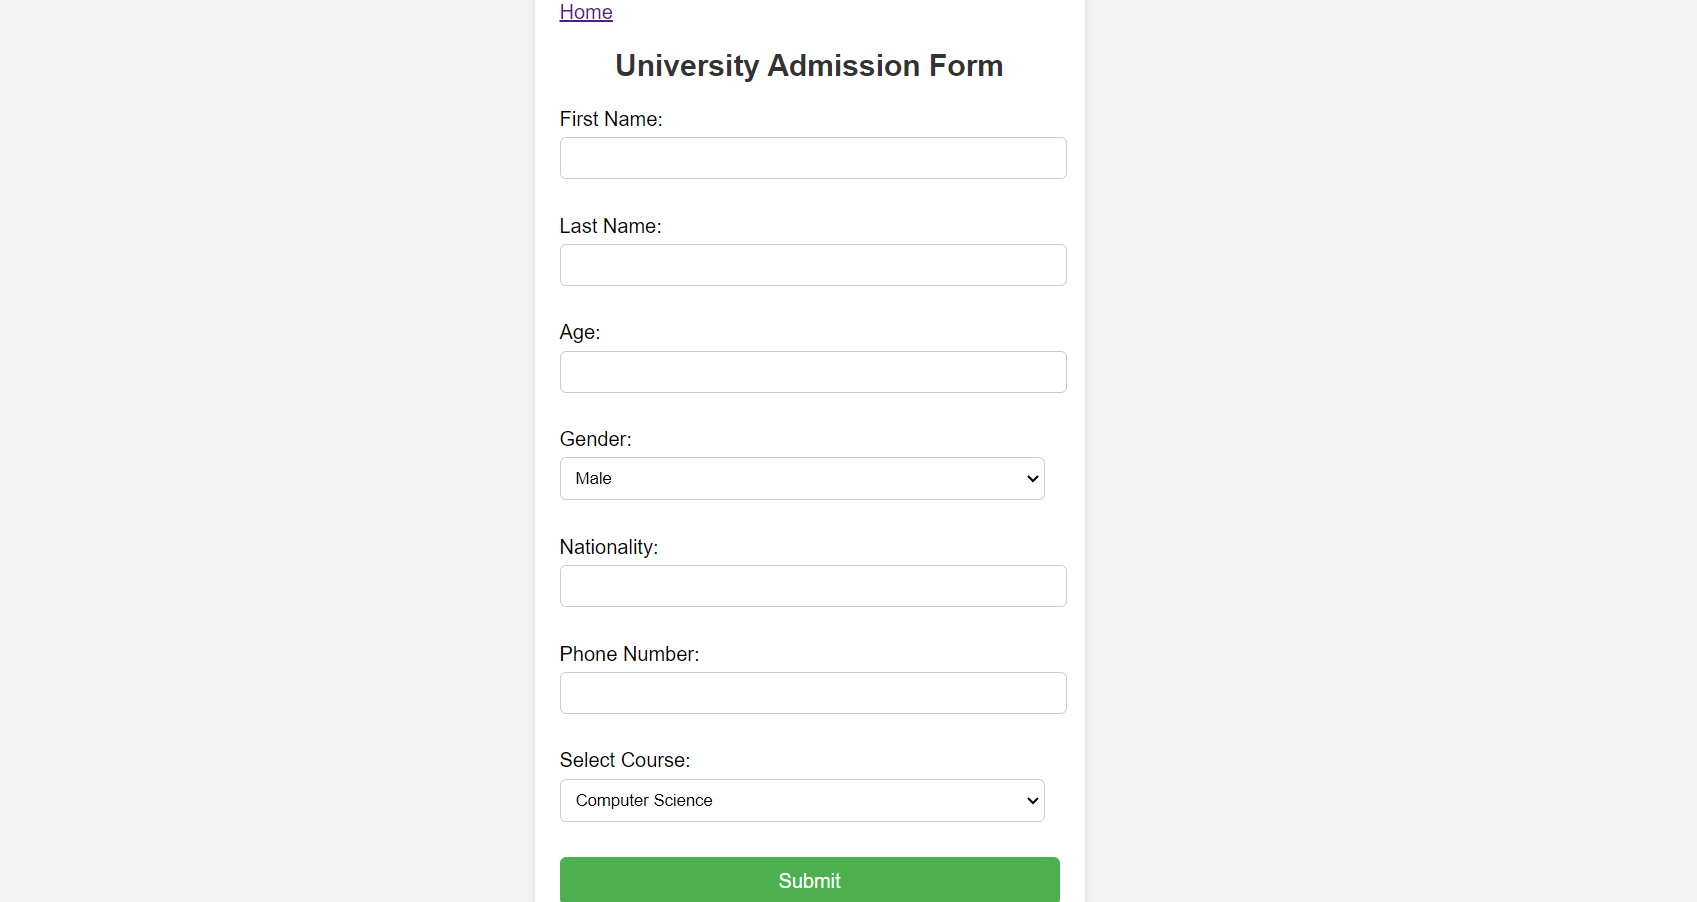 Home
University Admission Form
First Name:
Last Name:
Age:
Gender:
Male
Nationality:
Phone Number:
Select Course:
Computer Science
Submit